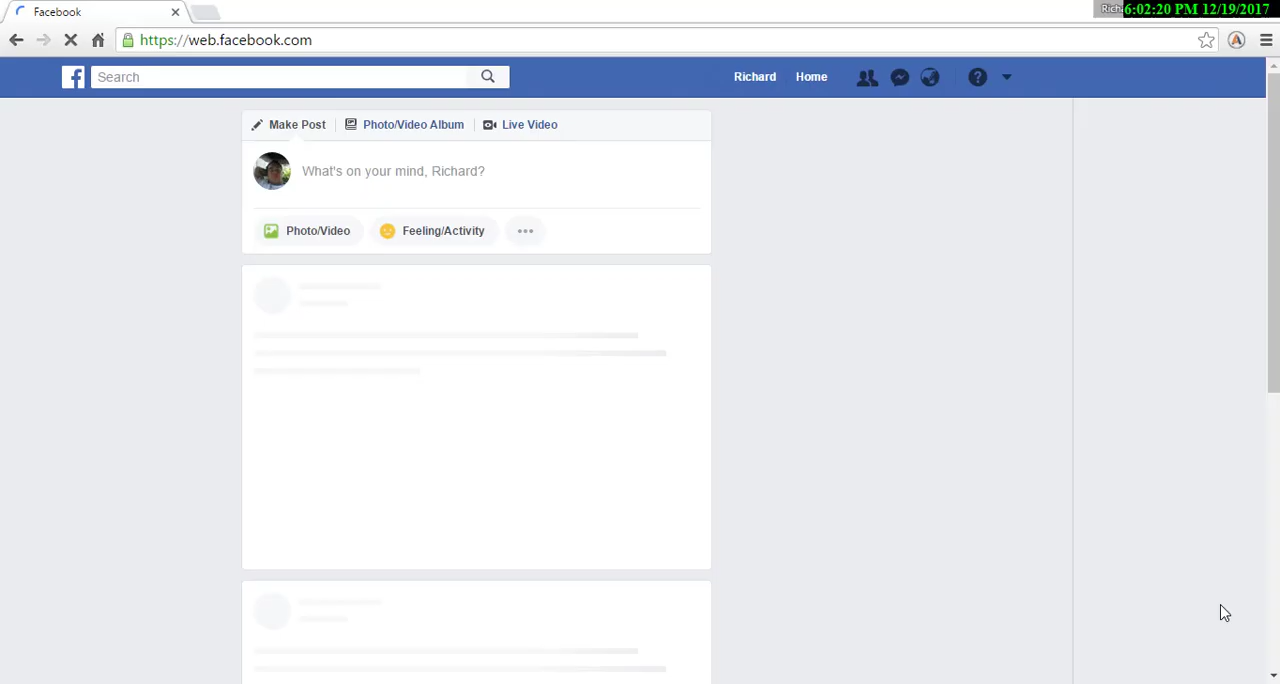 Facebook
6:02:20 PM 12/19/2017
https://web.facebook.com
Search
Richard
Home
Make Post
Photo/Video Album
Live Video
What's on your mind, Richard?
Photo/Video
Feeling/Activity